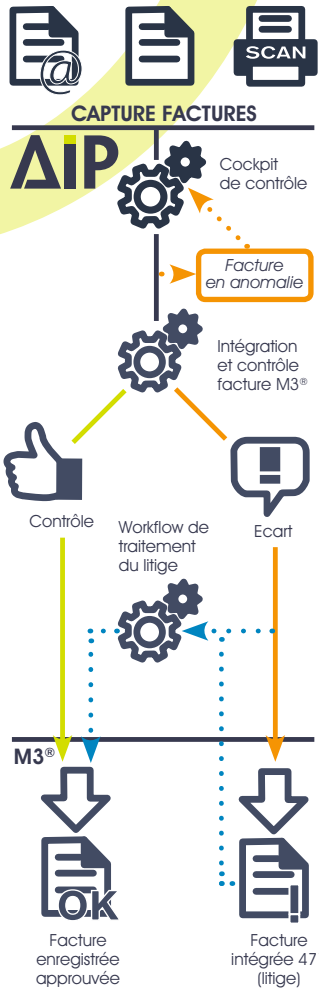 @
SCAN
CAPTURE FACTURES
AiP
Cockpit
de contrôle
Facture
en anomalie
Intégration
et contrôle
facture M3®
Contrôle
Workflow de
traitement
du litige
Ecart
M3®
OK
!
Facture
enregistrée
approuvée
Facture
intégrée 47
(litige)